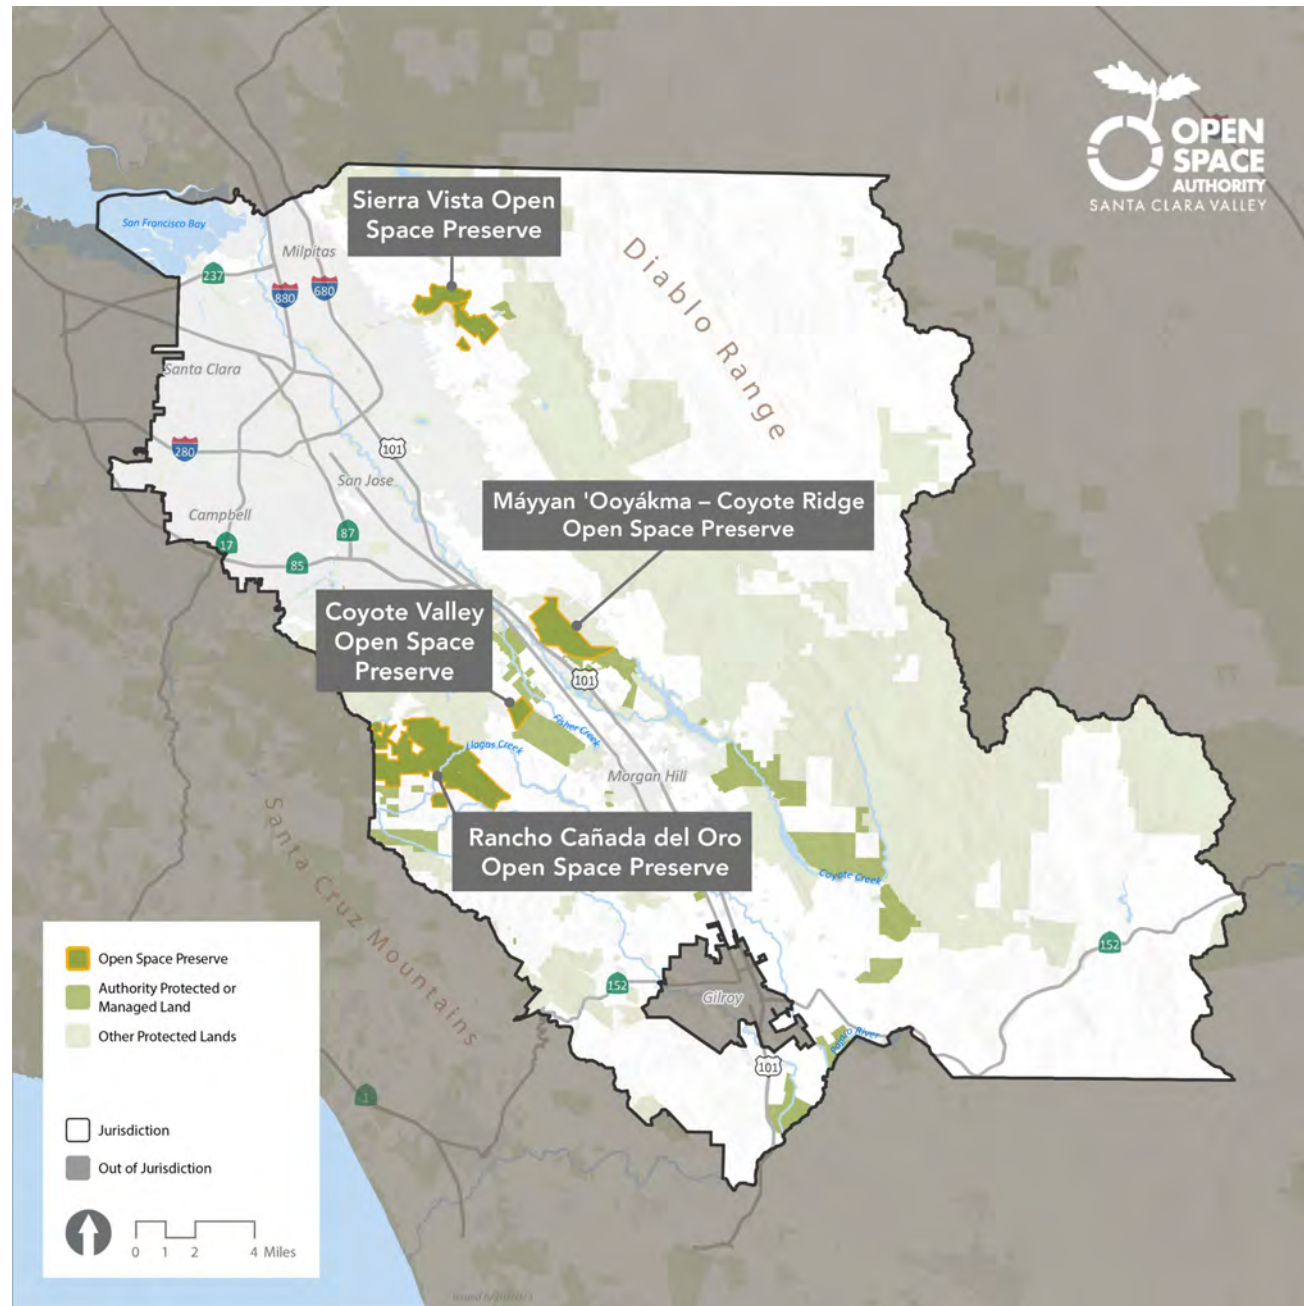 OPEN
SPACE
AUTHORITY
SANTA CLARA VALLEY
Sierra Vista Open
Space Preserve
San Francisco Bay
Milpitas
237
880
680
Diablo Range
Santa Clara
280
101
San Jose
Campbell
17
87
85
Máyyan 'Ooyákma – Coyote Ridge
Open Space Preserve
Coyote Valley
Open Space
Preserve
101
Fisher Creek
Llagas Creek
Morgan Hill
Rancho Cañada del Oro
Open Space Preserve
Coyote Creek
Santa Cruz Mountains
152
152
Gilroy
Pajaro River
101
1
Open Space Preserve
Authority Protected or
Managed Land
Other Protected Lands
Jurisdiction
Out of Jurisdiction
0 1 2 4 Miles